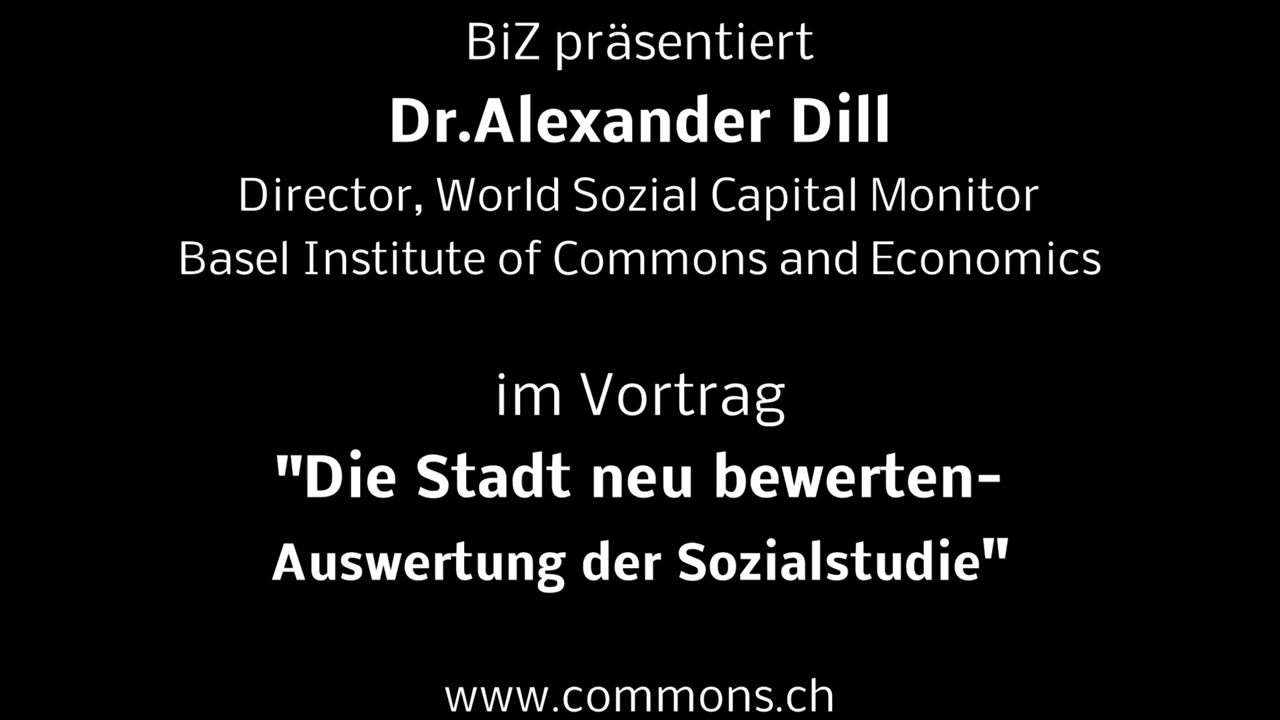 BiZ präsentiert
Dr.Alexander Dill
Director, World Sozial Capital Monitor
Basel Institute of Commons and Economics
im Vortrag
"Die Stadt neu bewerten-
Auswertung der Sozialstudie"
www.commons.ch